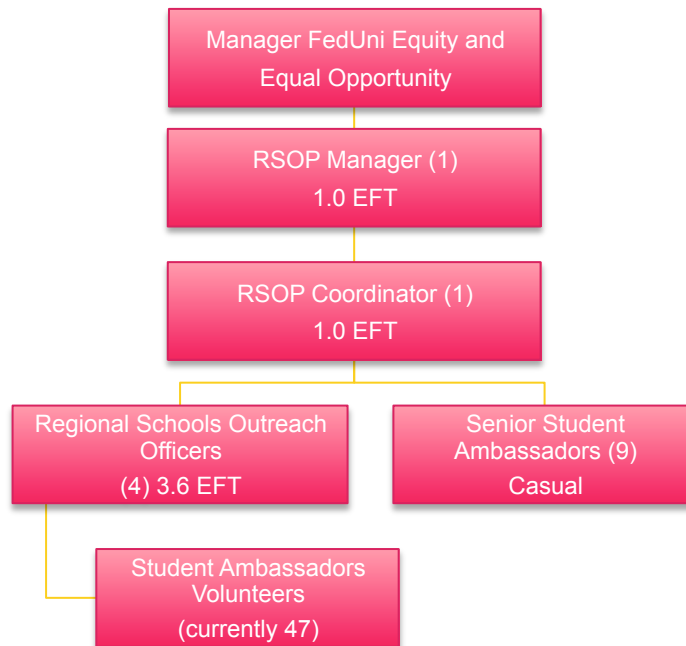 Manager FedUni Equity and
Equal Opportunity
RSOP Manager (1)
1.0 EFT
RSOP Coordinator (1)
1.0 EFT
Regional Schools Outreach
Officers
(4) 3.6 EFT
Senior Student
Ambassadors (9)
Casual
Student Ambassadors
Volunteers
(currently 47)